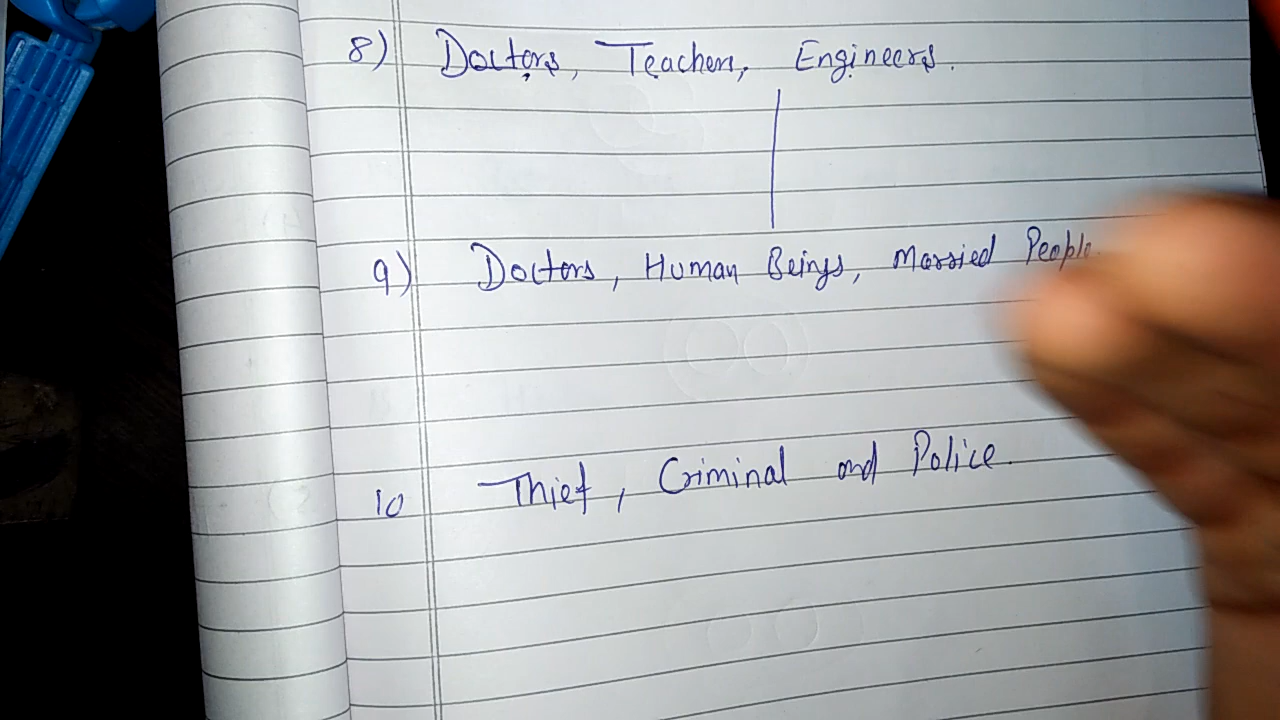 8) Doctors, Teachers, Engineers.
9) Doctors, Human Beings, Married People.
10 Thief, Criminal and Police.